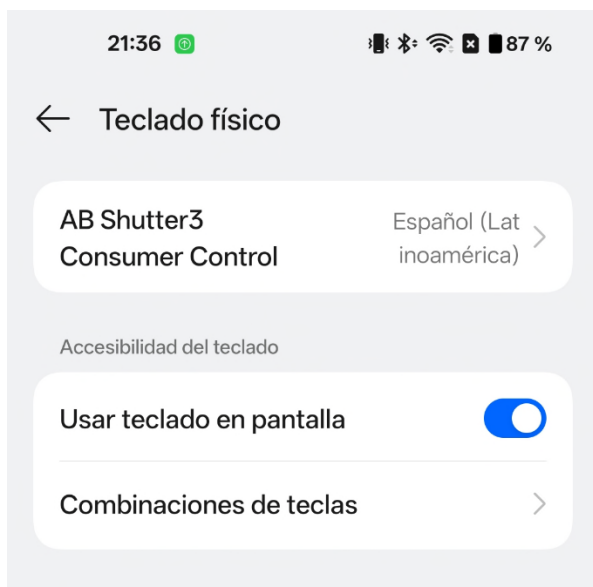 21:36
87 %
Teclado físico
AB Shutter3
Consumer Control
Español (Lat
inoamérica)
Accesibilidad del teclado
Usar teclado en pantalla
Combinaciones de teclas